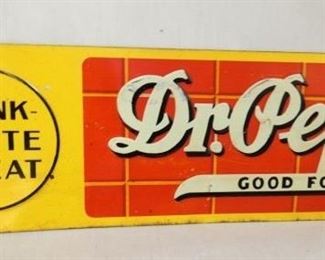 NK-
TE
EAT.
Dr. Pe
GOOD FO